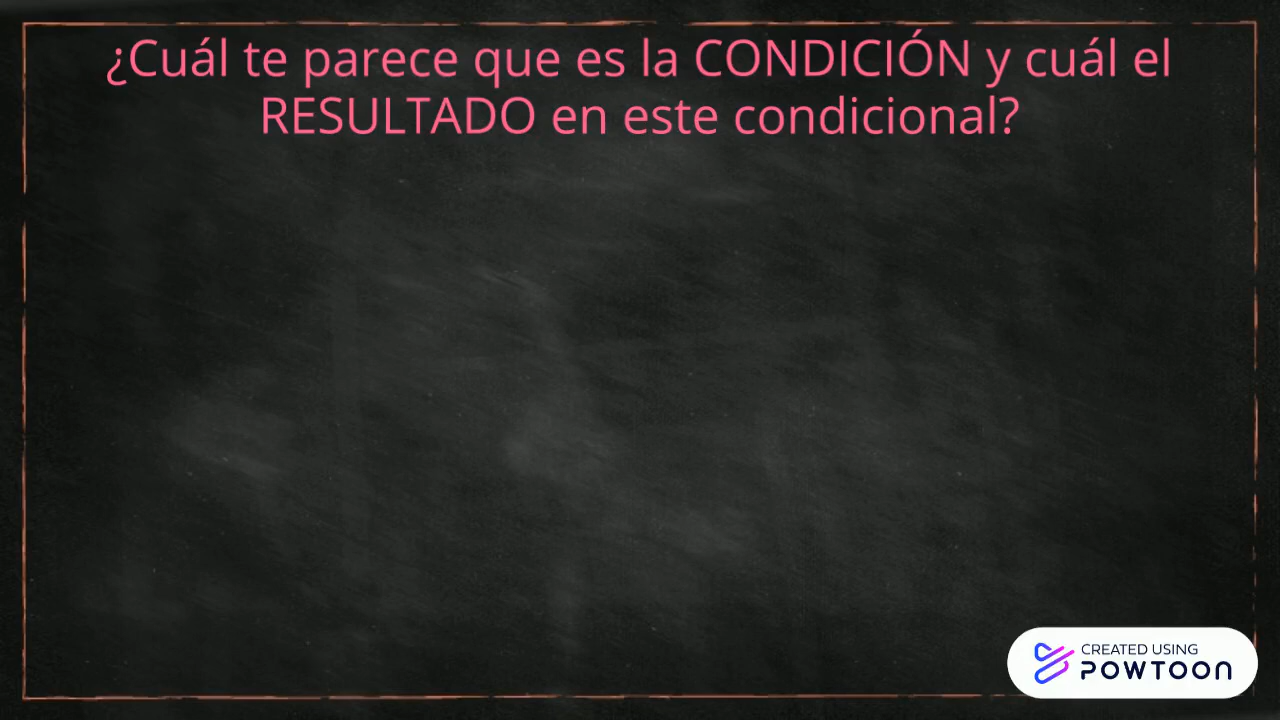 ¿Cuál te parece que es la CONDICIÓN y cuál el
RESULTADO en este condicional?
CREATED USING
POWTOON